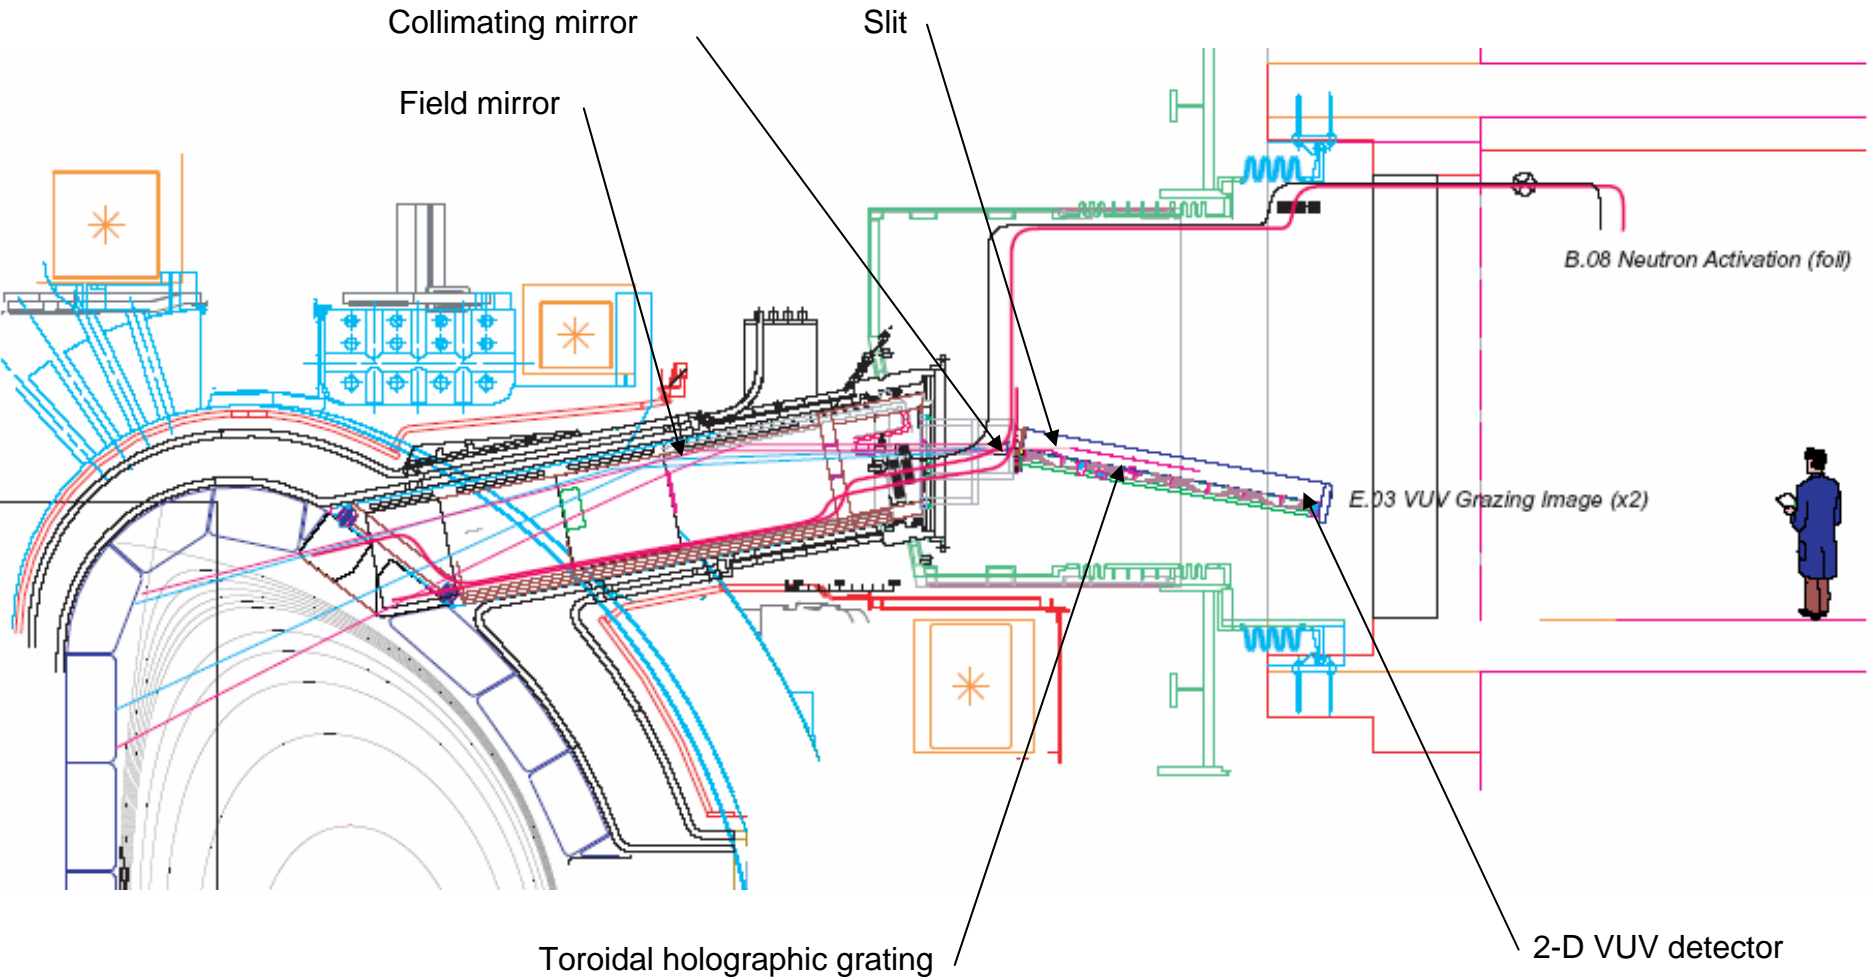 Collimating mirror
Slit
Field mirror
B.08 Neutron Activation (foil)
E.03 VUV Grazing Image (x2)
2-D VUV detector
Toroidal holographic grating